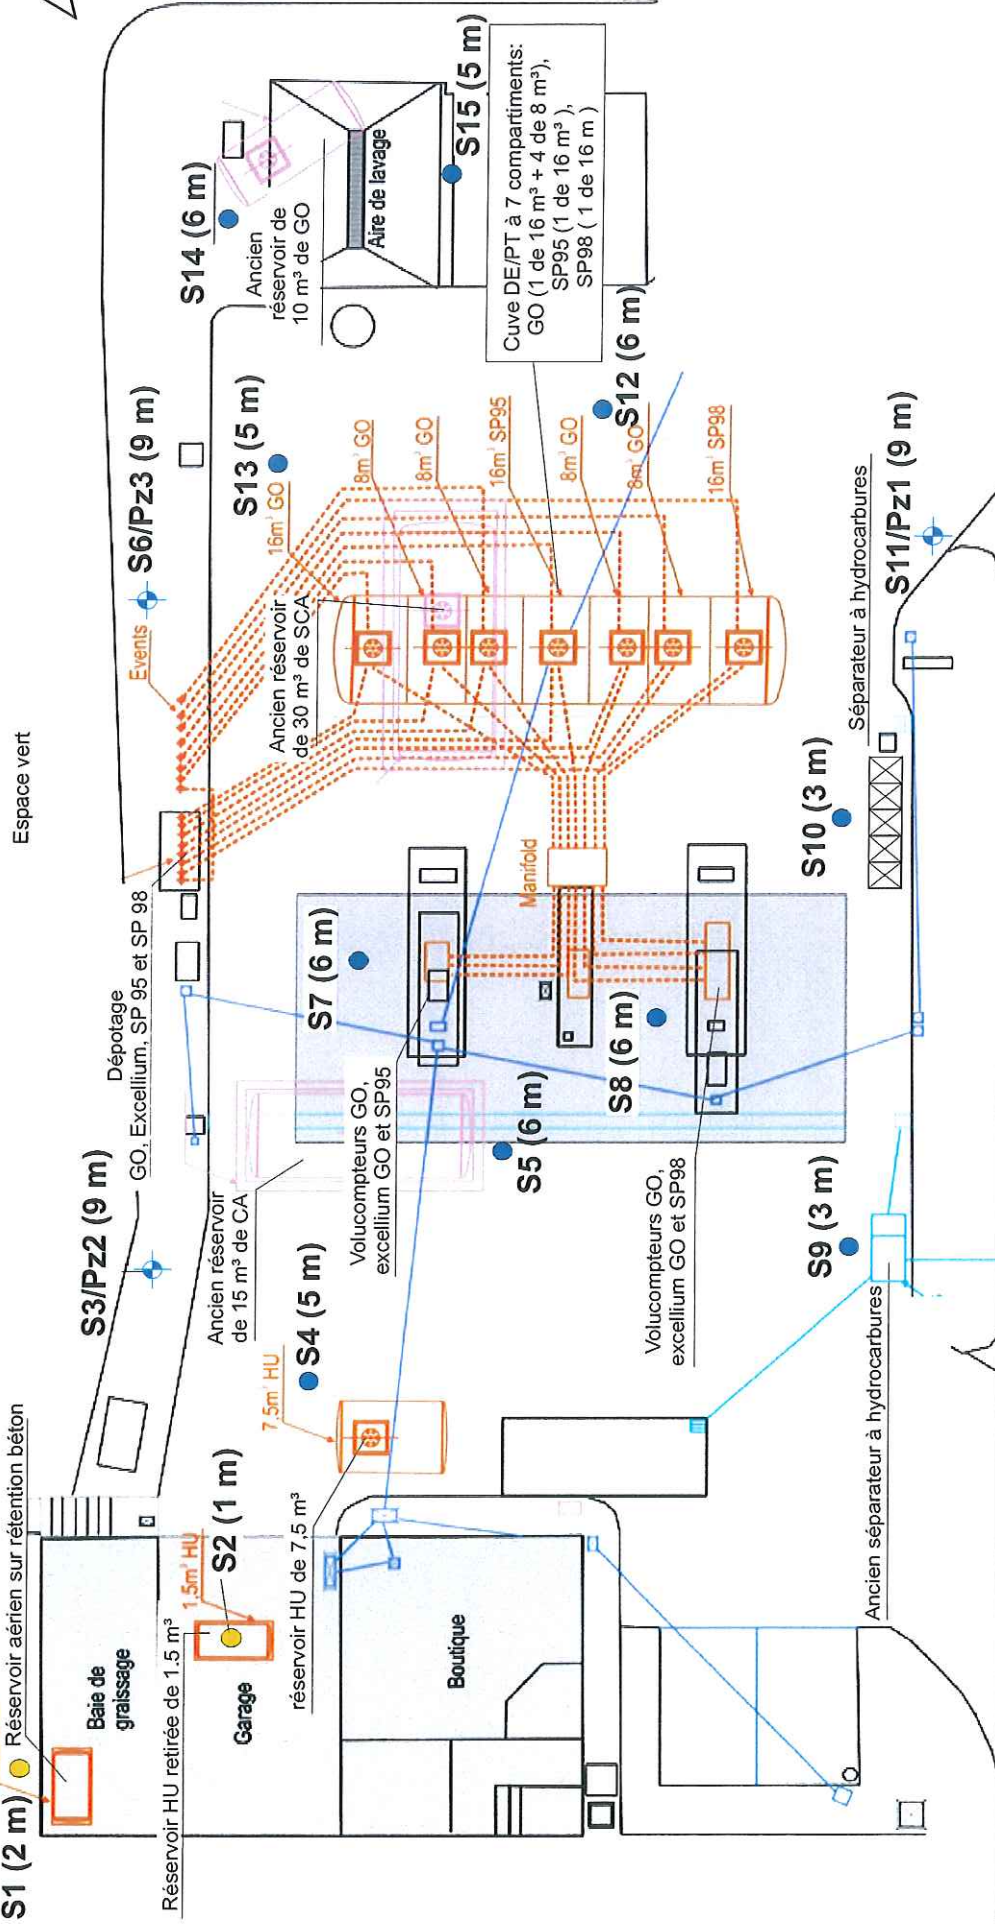 S1 (2 m)
Réservoir aérien sur rétention béton
Baie de
graissage
Réservoir HU retirée de 1.5 m³
1.5m³ HU
S2 (1 m)
Garage
réservoir HU de 7.5 m³
Boutique
7.5m³ HU
S4 (5 m)
S3/Pz2 (9 m)
Ancien réservoir
de 15 m³ de CA
Dépotage
GO, Excellium, SP 95 et SP 98
Espace vert
Events
S6/Pz3 (9 m)
S14 (6 m)
Ancien
réservoir de
10 m³ de GO
Aire de lavage
S15 (5 m)
S13 (5 m)
16m³ GO
8m³ GO
8m³ GO
16m³ SP95
8m³ GO
8m³ GO
16m³ SP98
Ancien réservoir
de 30 m³ de SCA
Cuve DE/PT à 7 compartiments:
GO (1 de 16 m³ + 4 de 8 m³),
SP95 (1 de 16 m³ ),
SP98 ( 1 de 16 m )
S12 (6 m)
S7 (6 m)
Manifold
Volucompteurs GO,
excellium GO et SP95
S5 (6 m)
S8 (6 m)
Volucompteurs GO,
excellium GO et SP98
S9 (3 m)
S10 (3 m)
Séparateur à hydrocarbures
S11/Pz1 (9 m)
Ancien séparateur à hydrocarbures